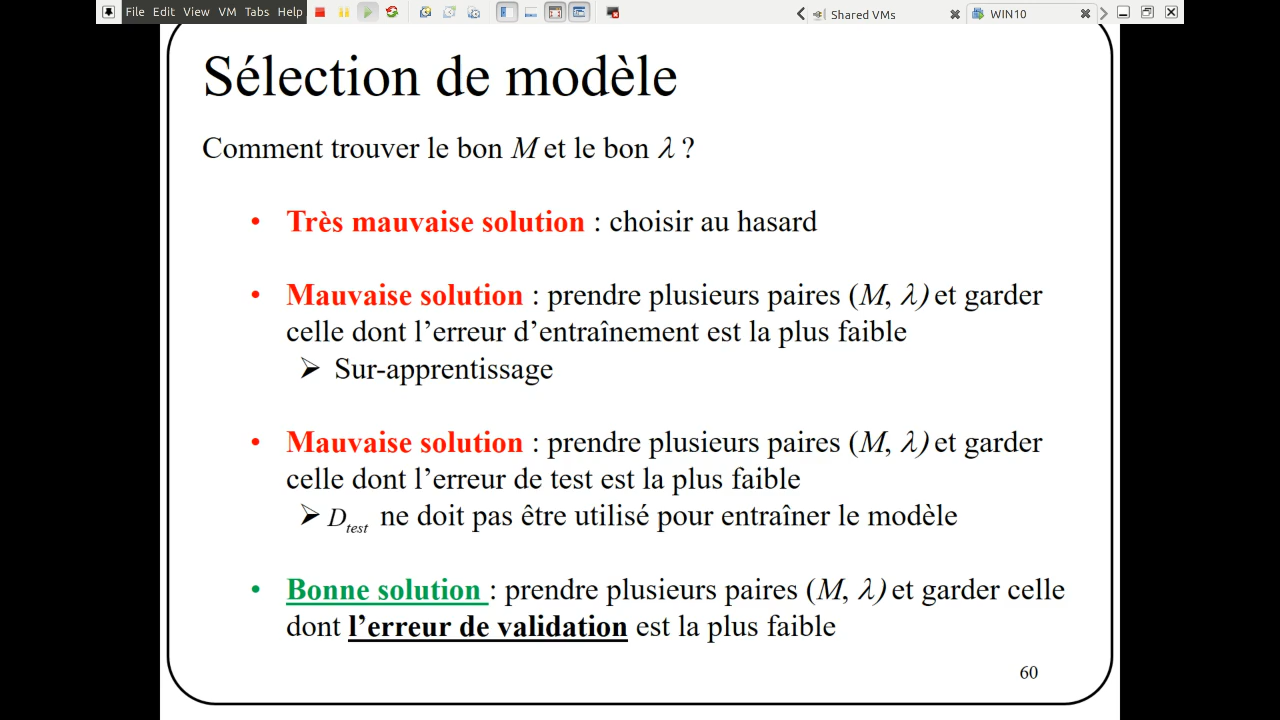 File Edit View VM Tabs Help
Shared VMs
WIN10
Sélection de modèle
Comment trouver le bon M et le bon λ ?
• Très mauvaise solution : choisir au hasard
• Mauvaise solution : prendre plusieurs paires (M, λ) et garder
celle dont l’erreur d’entraînement est la plus faible
➢ Sur-apprentissage
• Mauvaise solution : prendre plusieurs paires (M, λ) et garder
celle dont l’erreur de test est la plus faible
➢ D_test ne doit pas être utilisé pour entraîner le modèle
• Bonne solution : prendre plusieurs paires (M, λ) et garder celle
dont l’erreur de validation est la plus faible
60